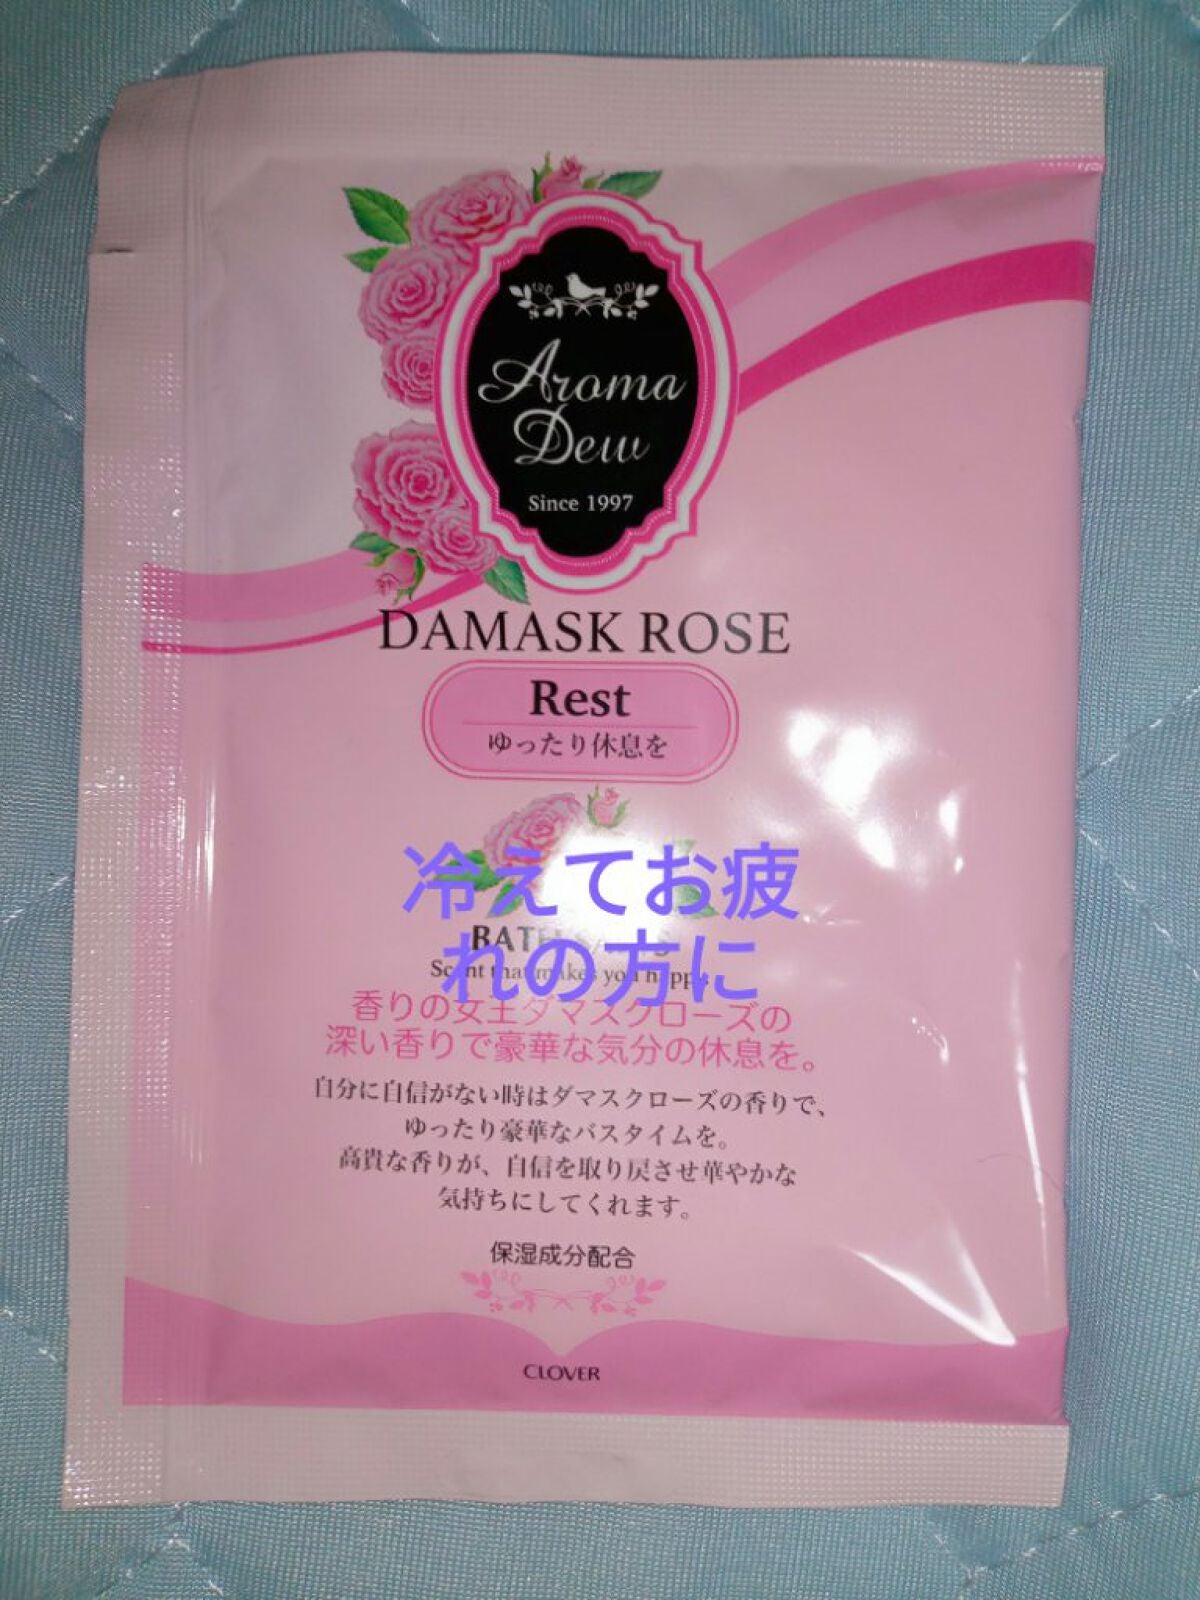 Aroma
Dew
Since 1997
DAMASK ROSE
Rest
ゆったり休息を
冷えてお疲
れの方に
BATH
Scent that makes you happy
香りの女王ダマスクローズの
深い香りで豪華な気分の休息を。
自分に自信がない時はダマスクローズの香りで、
ゆったり豪華なバスタイムを。
高貴な香りが、自信を取り戻させ華やかな
気持ちにしてくれます。
保湿成分配合
CLOVER